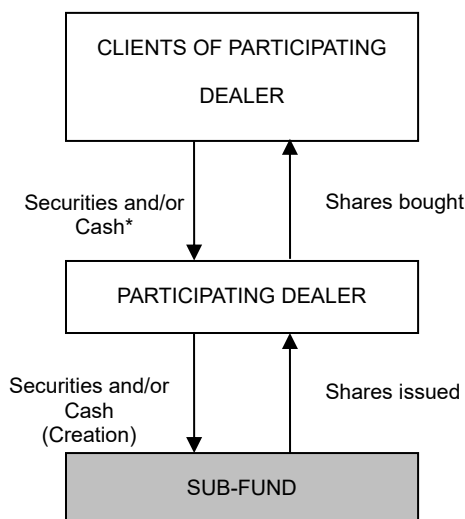 CLIENTS OF PARTICIPATING
DEALER
Securities and/or
Cash*
Shares bought
PARTICIPATING DEALER
Securities and/or
Cash
(Creation)
Shares issued
SUB-FUND